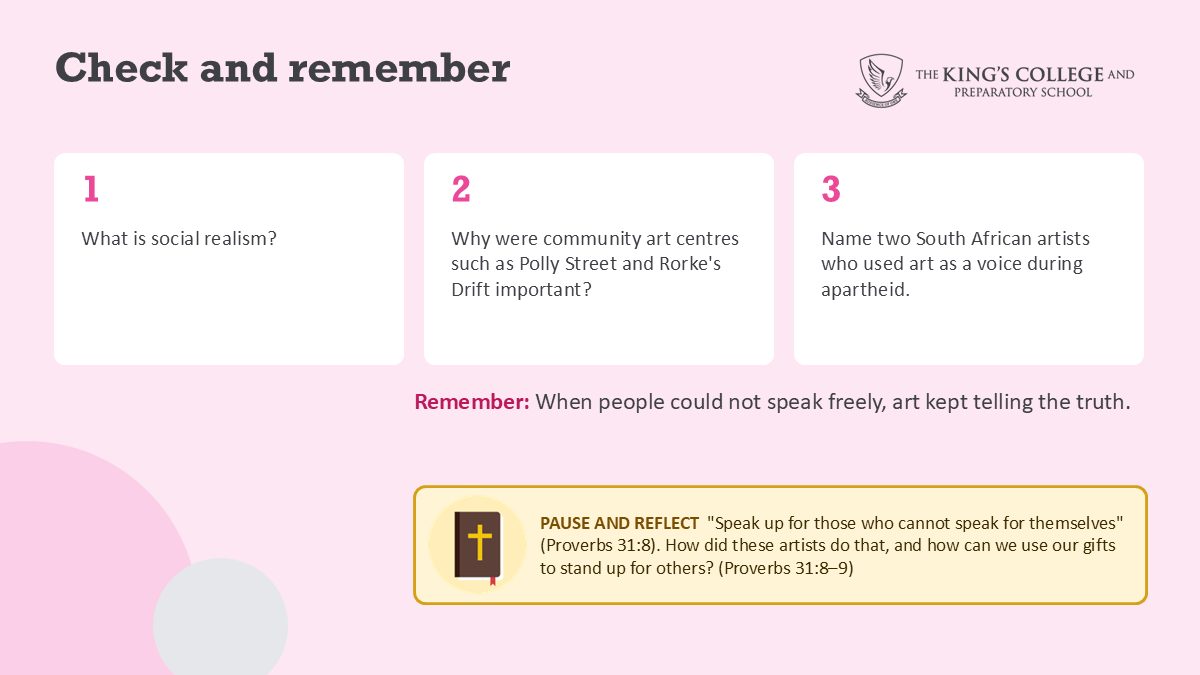 Check and remember
THE KING'S COLLEGE AND
PREPARATORY SCHOOL
1
What is social realism?
2
Why were community art centres
such as Polly Street and Rorke's
Drift important?
3
Name two South African artists
who used art as a voice during
apartheid.
Remember: When people could not speak freely, art kept telling the truth.
PAUSE AND REFLECT "Speak up for those who cannot speak for themselves"
(Proverbs 31:8). How did these artists do that, and how can we use our gifts
to stand up for others? (Proverbs 31:8–9)